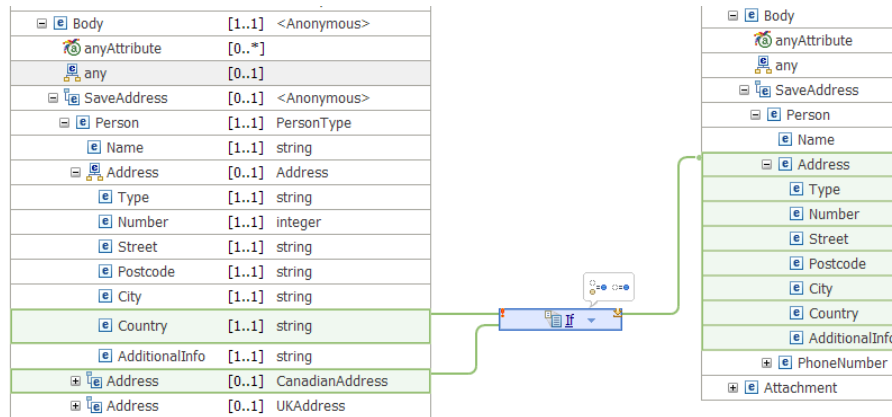 Body [1..1] <Anonymous>
anyAttribute [0..*]
any [0..1]
SaveAddress [0..1] <Anonymous>
Person [1..1] PersonType
Name [1..1] string
Address [0..1] Address
Type [1..1] string
Number [1..1] integer
Street [1..1] string
Postcode [1..1] string
City [1..1] string
Country [1..1] string
AdditionalInfo [1..1] string
Address [0..1] CanadianAddress
Address [0..1] UKAddress
If
Body
anyAttribute
any
SaveAddress
Person
Name
Address
Type
Number
Street
Postcode
City
Country
AdditionalInfo
PhoneNumber
Attachment